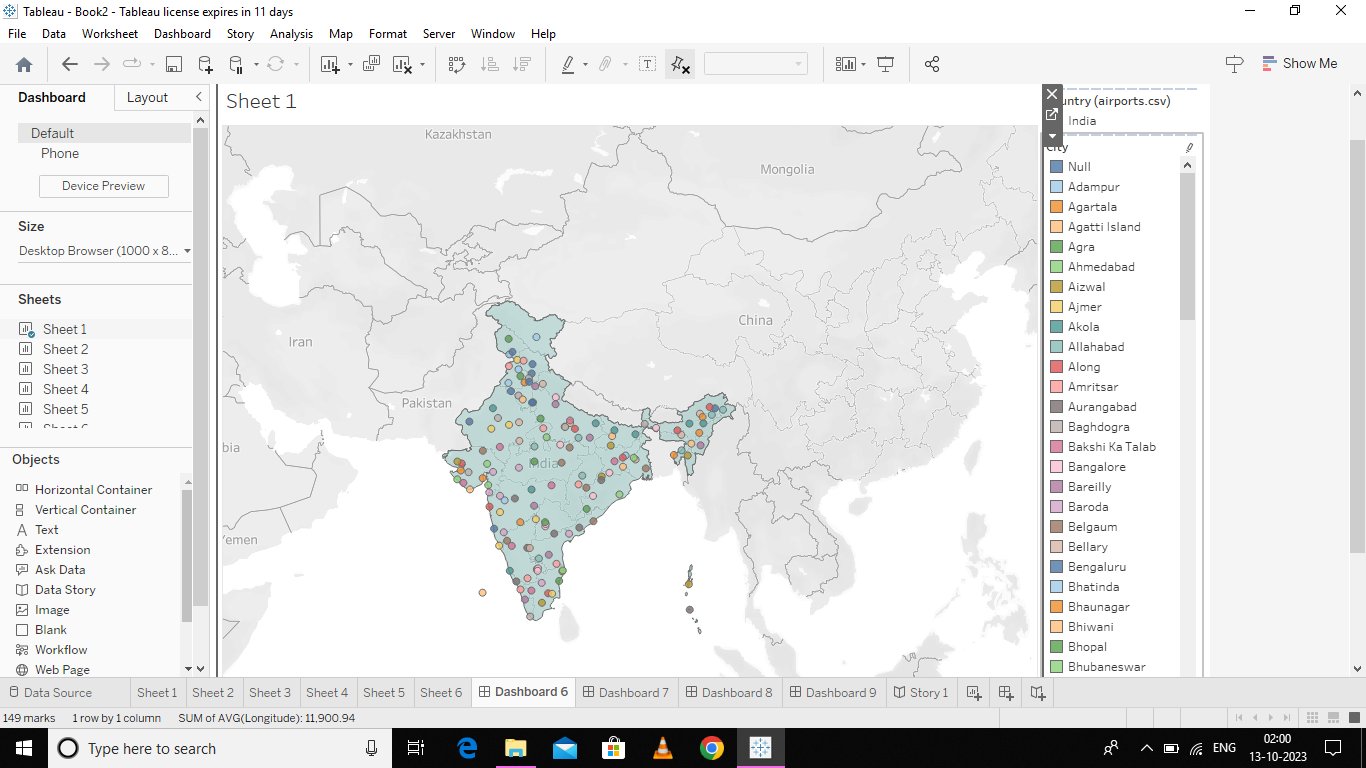 Tableau - Book2 - Tableau license expires in 11 days
File Data Worksheet Dashboard Story Analysis Map Format Server Window Help
Show Me
Dashboard Layout
Default
Phone
Device Preview
Size
Desktop Browser (1000 x 8...
Sheets
Sheet 1
Sheet 2
Sheet 3
Sheet 4
Sheet 5
Objects
Horizontal Container
Vertical Container
Text
Extension
Ask Data
Data Story
Image
Blank
Workflow
Web Page
Sheet 1
Kazakhstan
Mongolia
China
Iran
Pakistan
India
bia
Yemen
untry (airports.csv)
India
City
Null
Adampur
Agartala
Agatti Island
Agra
Ahmedabad
Aizwal
Ajmer
Akola
Allahabad
Along
Amritsar
Aurangabad
Baghdogra
Bakshi Ka Talab
Bangalore
Bareilly
Baroda
Belgaum
Bellary
Bengaluru
Bhatinda
Bhaunagar
Bhiwani
Bhopal
Bhubaneswar
Data Source Sheet 1 Sheet 2 Sheet 3 Sheet 4 Sheet 5 Sheet 6 Dashboard 6 Dashboard 7 Dashboard 8 Dashboard 9 Story 1
149 marks 1 row by 1 column SUM of AVG(Longitude): 11,900.94
Type here to search
ENG
02:00
13-10-2023